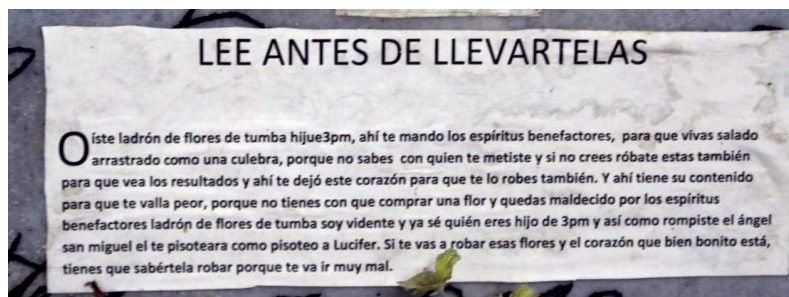 LEE ANTES DE LLEVARTELAS
Oíste ladrón de flores de tumba hijue3pm, ahí te mando los espíritus benefactores, para que vivas salado
arrastrado como una culebra, porque no sabes con quien te metiste y si no crees róbate estas también
para que vea los resultados y ahí te dejó este corazón para que te lo robes también. Y ahí tiene su contenido
para que te valla peor, porque no tienes con que comprar una flor y quedas maldecido por los espíritus
benefactores ladrón de flores de tumba soy vidente y ya sé quién eres hijo de 3pm y así como rompiste el ángel
san miguel el te pisoteara como pisoteo a Lucifer. Si te vas a robar esas flores y el corazón que bien bonito está,
tienes que sabértela robar porque te va ir muy mal.